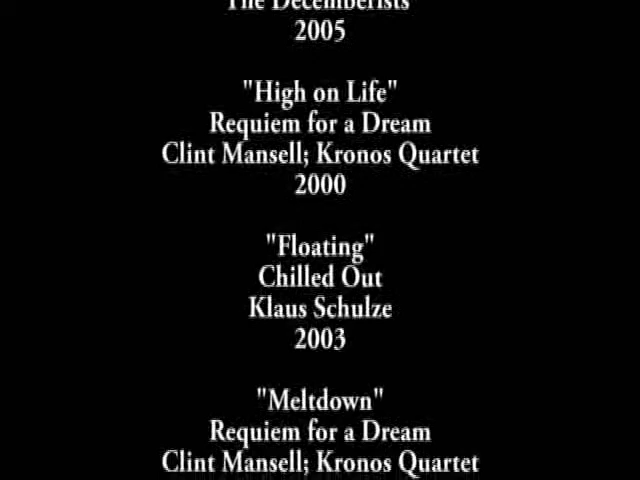 The Decemberists
2005
"High on Life"
Requiem for a Dream
Clint Mansell; Kronos Quartet
2000
"Floating"
Chilled Out
Klaus Schulze
2003
"Meltdown"
Requiem for a Dream
Clint Mansell; Kronos Quartet